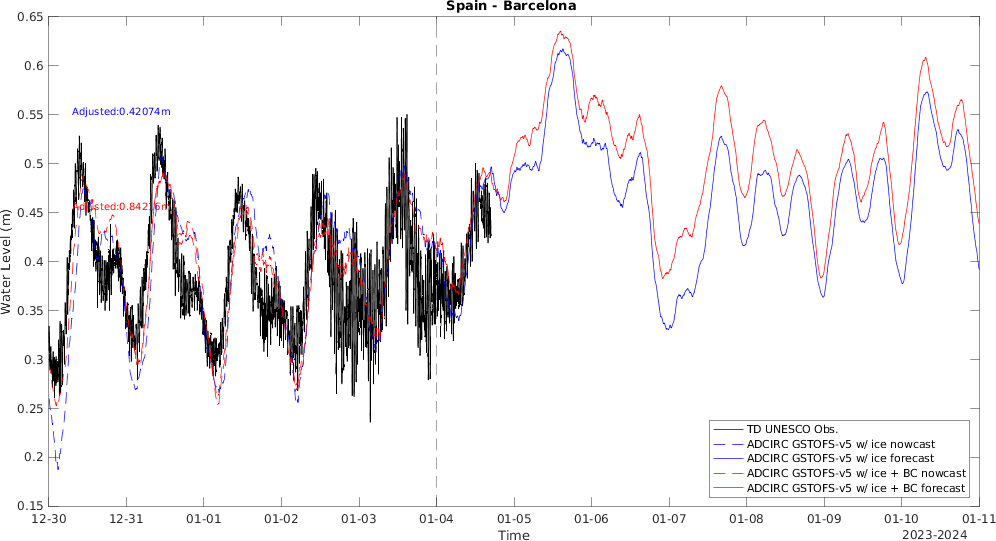 Spain - Barcelona
0.65
0.6
0.55
0.5
0.45
0.4
0.35
0.3
0.25
0.2
0.15
Water Level (m)
Adjusted:0.42074m
Adjusted:0.84216m
TD UNESCO Obs.
ADCIRC GSTOFS-v5 w/ ice nowcast
ADCIRC GSTOFS-v5 w/ ice forecast
ADCIRC GSTOFS-v5 w/ ice + BC nowcast
ADCIRC GSTOFS-v5 w/ ice + BC forecast
12-30 12-31 01-01 01-02 01-03 01-04 01-05 01-06 01-07 01-08 01-09 01-10 01-11
Time
2023-2024